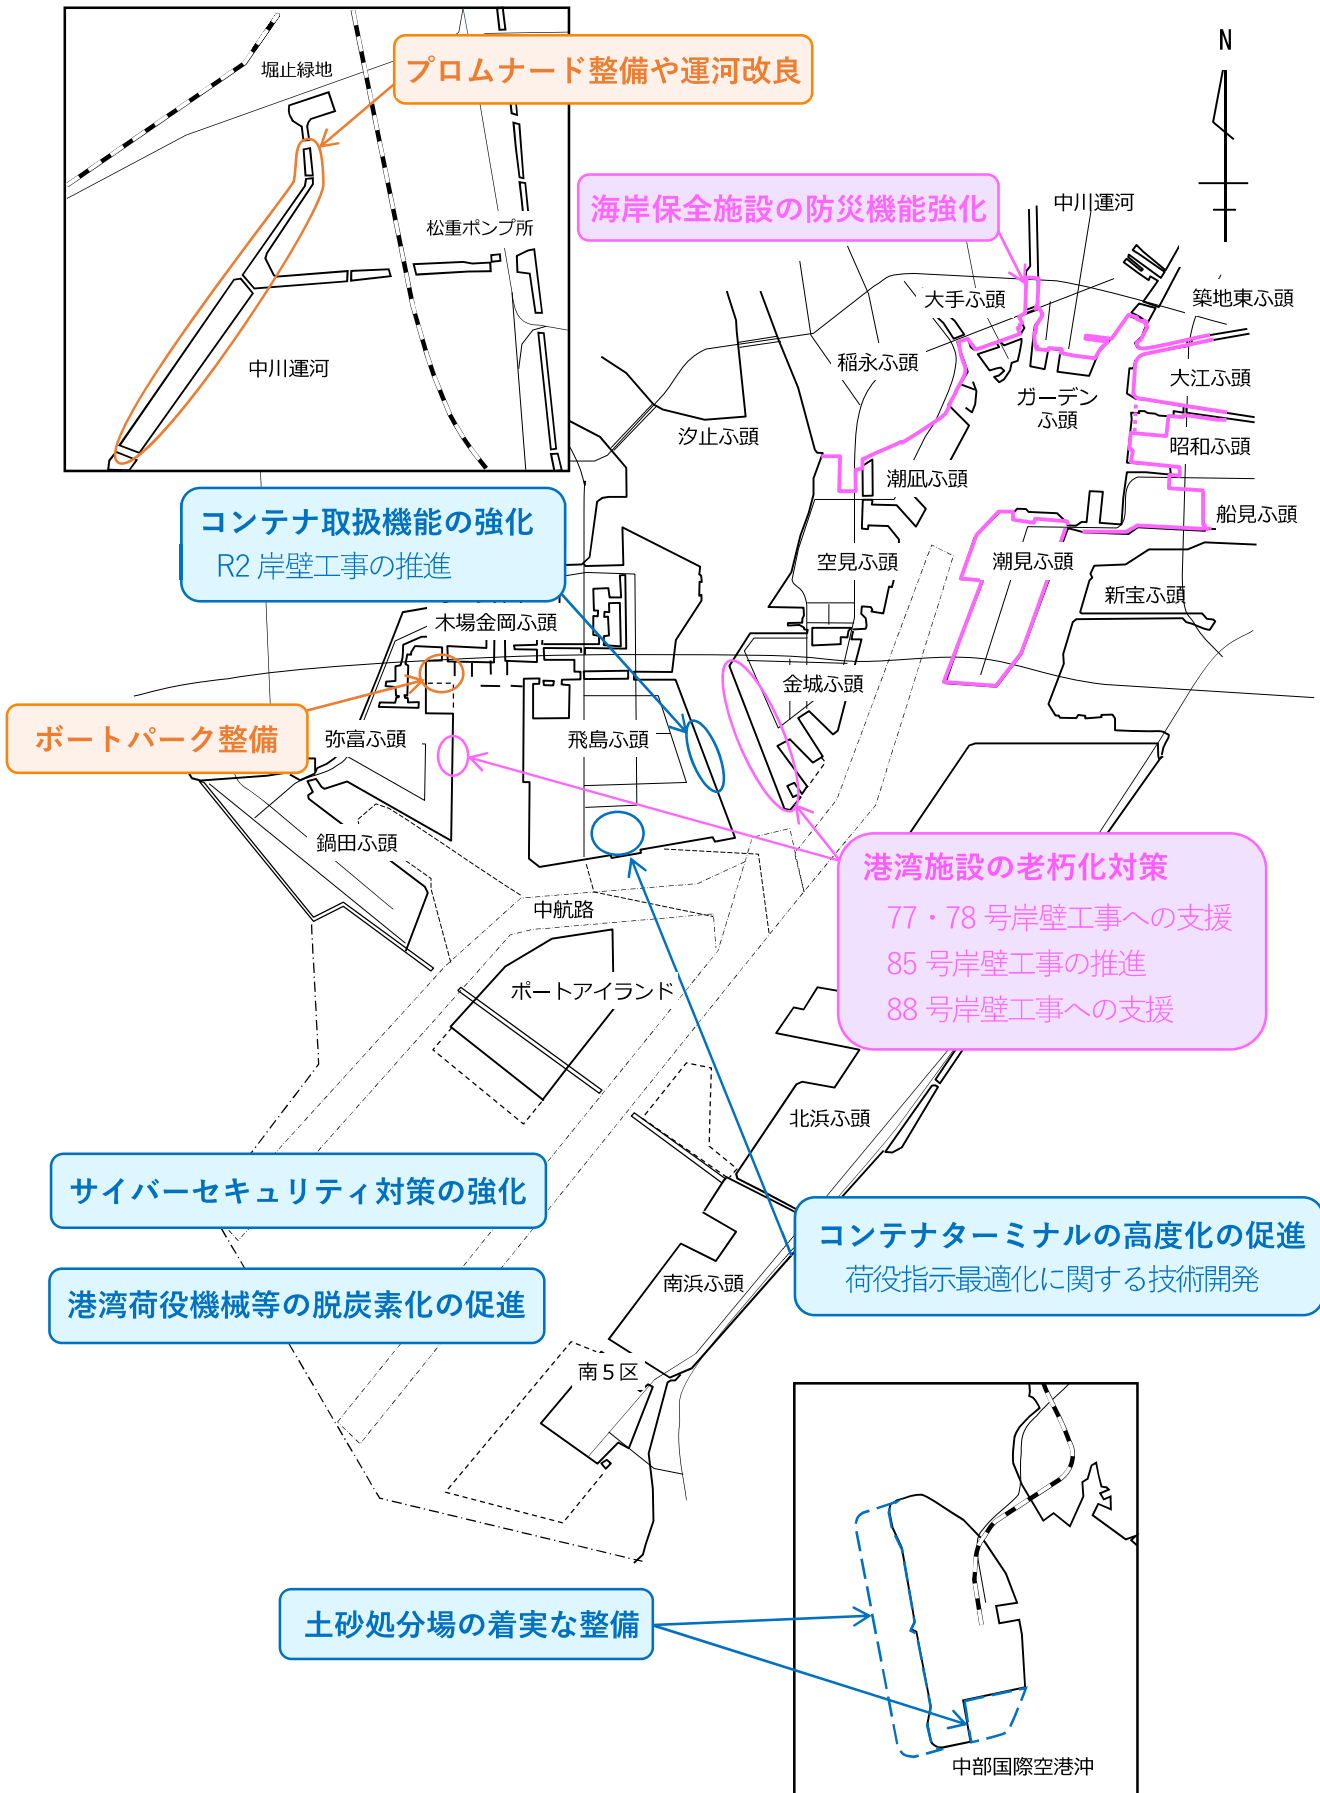 堀止緑地
プロムナード整備や運河改良
松重ポンプ所
中川運河
N
海岸保全施設の防災機能強化
中川運河
大手ふ頭
築地東ふ頭
稲永ふ頭
ガーデン
ふ頭
大江ふ頭
汐止ふ頭
昭和ふ頭
潮凪ふ頭
船見ふ頭
コンテナ取扱機能の強化
R2 岸壁工事の推進
空見ふ頭
潮見ふ頭
新宝ふ頭
木場金岡ふ頭
金城ふ頭
ボートパーク整備
弥富ふ頭
飛島ふ頭
鍋田ふ頭
港湾施設の老朽化対策
77・78 号岸壁工事への支援
85 号岸壁工事の推進
88 号岸壁工事への支援
中航路
ポートアイランド
北浜ふ頭
サイバーセキュリティ対策の強化
コンテナターミナルの高度化の促進
荷役指示最適化に関する技術開発
港湾荷役機械等の脱炭素化の促進
南浜ふ頭
南５区
土砂処分場の着実な整備
中部国際空港沖